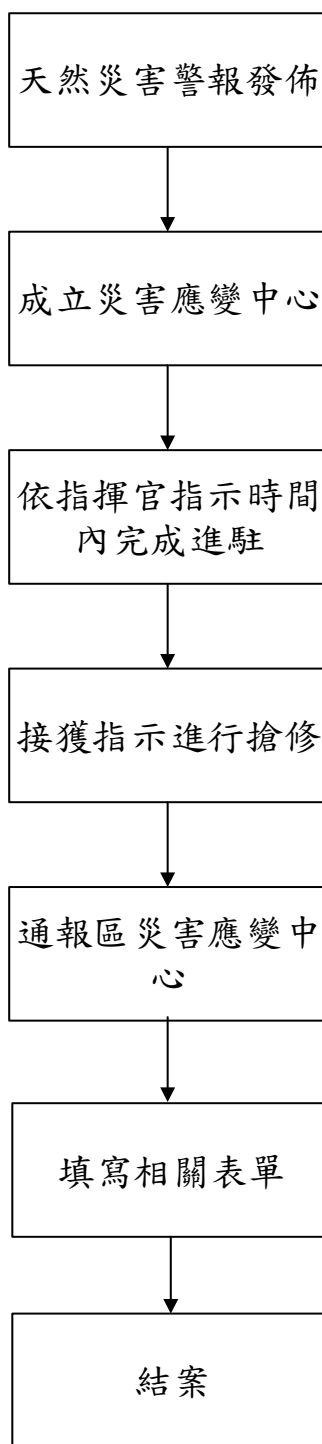 天然災害警報發佈
成立災害應變中心
依指揮官指示時間
內完成進駐
接獲指示進行搶修
通報區災害應變中
心
填寫相關表單
結案